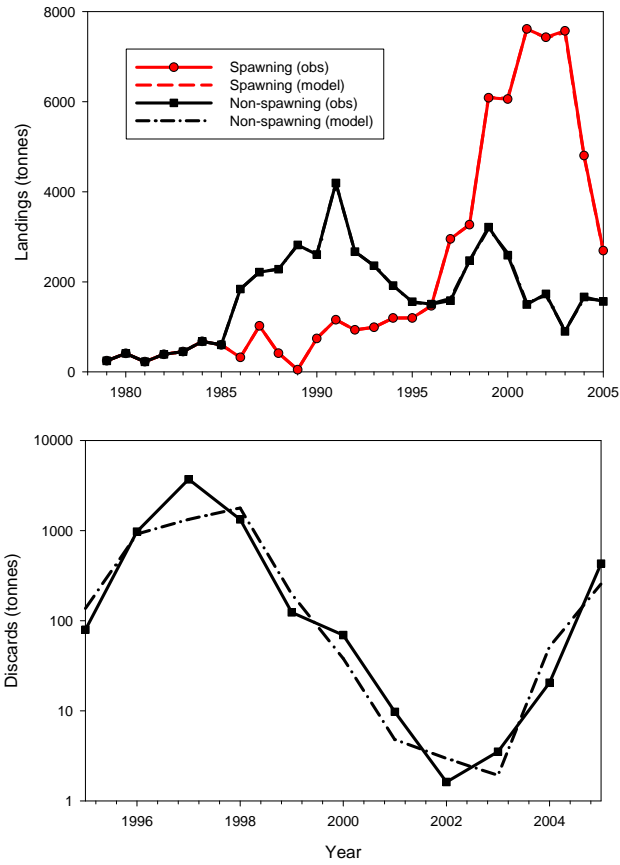 8000
6000
4000
2000
0
Landings (tonnes)
Spawning (obs)
Spawning (model)
Non-spawning (obs)
Non-spawning (model)
1980 1985 1990 1995 2000 2005
10000
1000
100
10
1
Discards (tonnes)
1996 1998 2000 2002 2004
Year